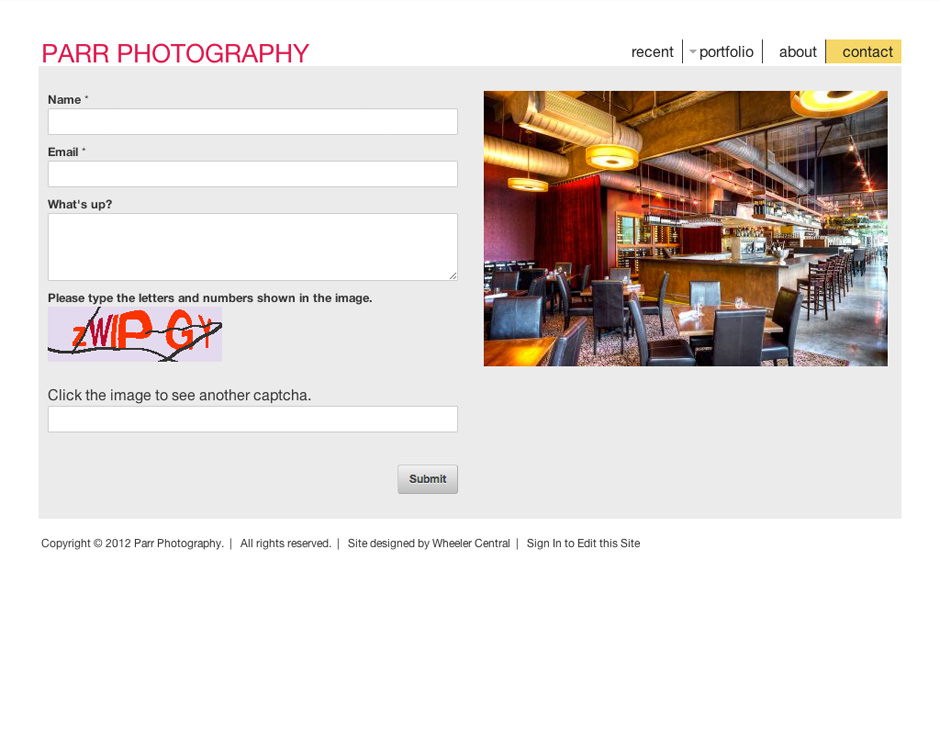 PARR PHOTOGRAPHY
recent portfolio about contact
Name *
Email *
What's up?
Please type the letters and numbers shown in the image.
Click the image to see another captcha.
Submit
Copyright © 2012 Parr Photography. | All rights reserved. | Site designed by Wheeler Central | Sign In to Edit this Site